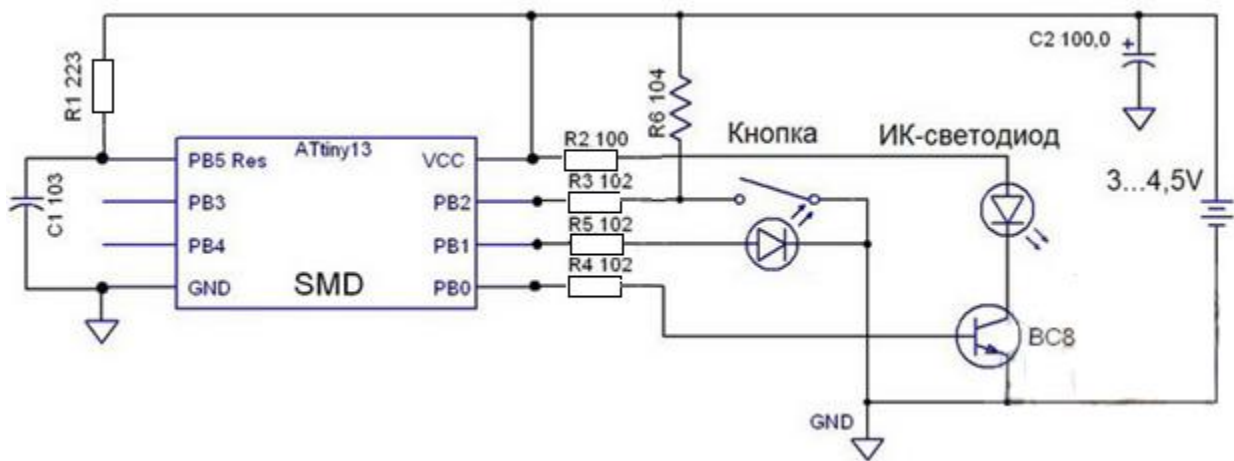 C2 100,0
+
R1 223
R6 104
Кнопка
ИК-светодиод
R2 100
ATtiny13
PB5 Res
VCC
R3 102
3...4,5V
C1 103
PB3
PB2
R5 102
PB4
PB1
R4 102
GND
SMD
PB0
BC8
GND